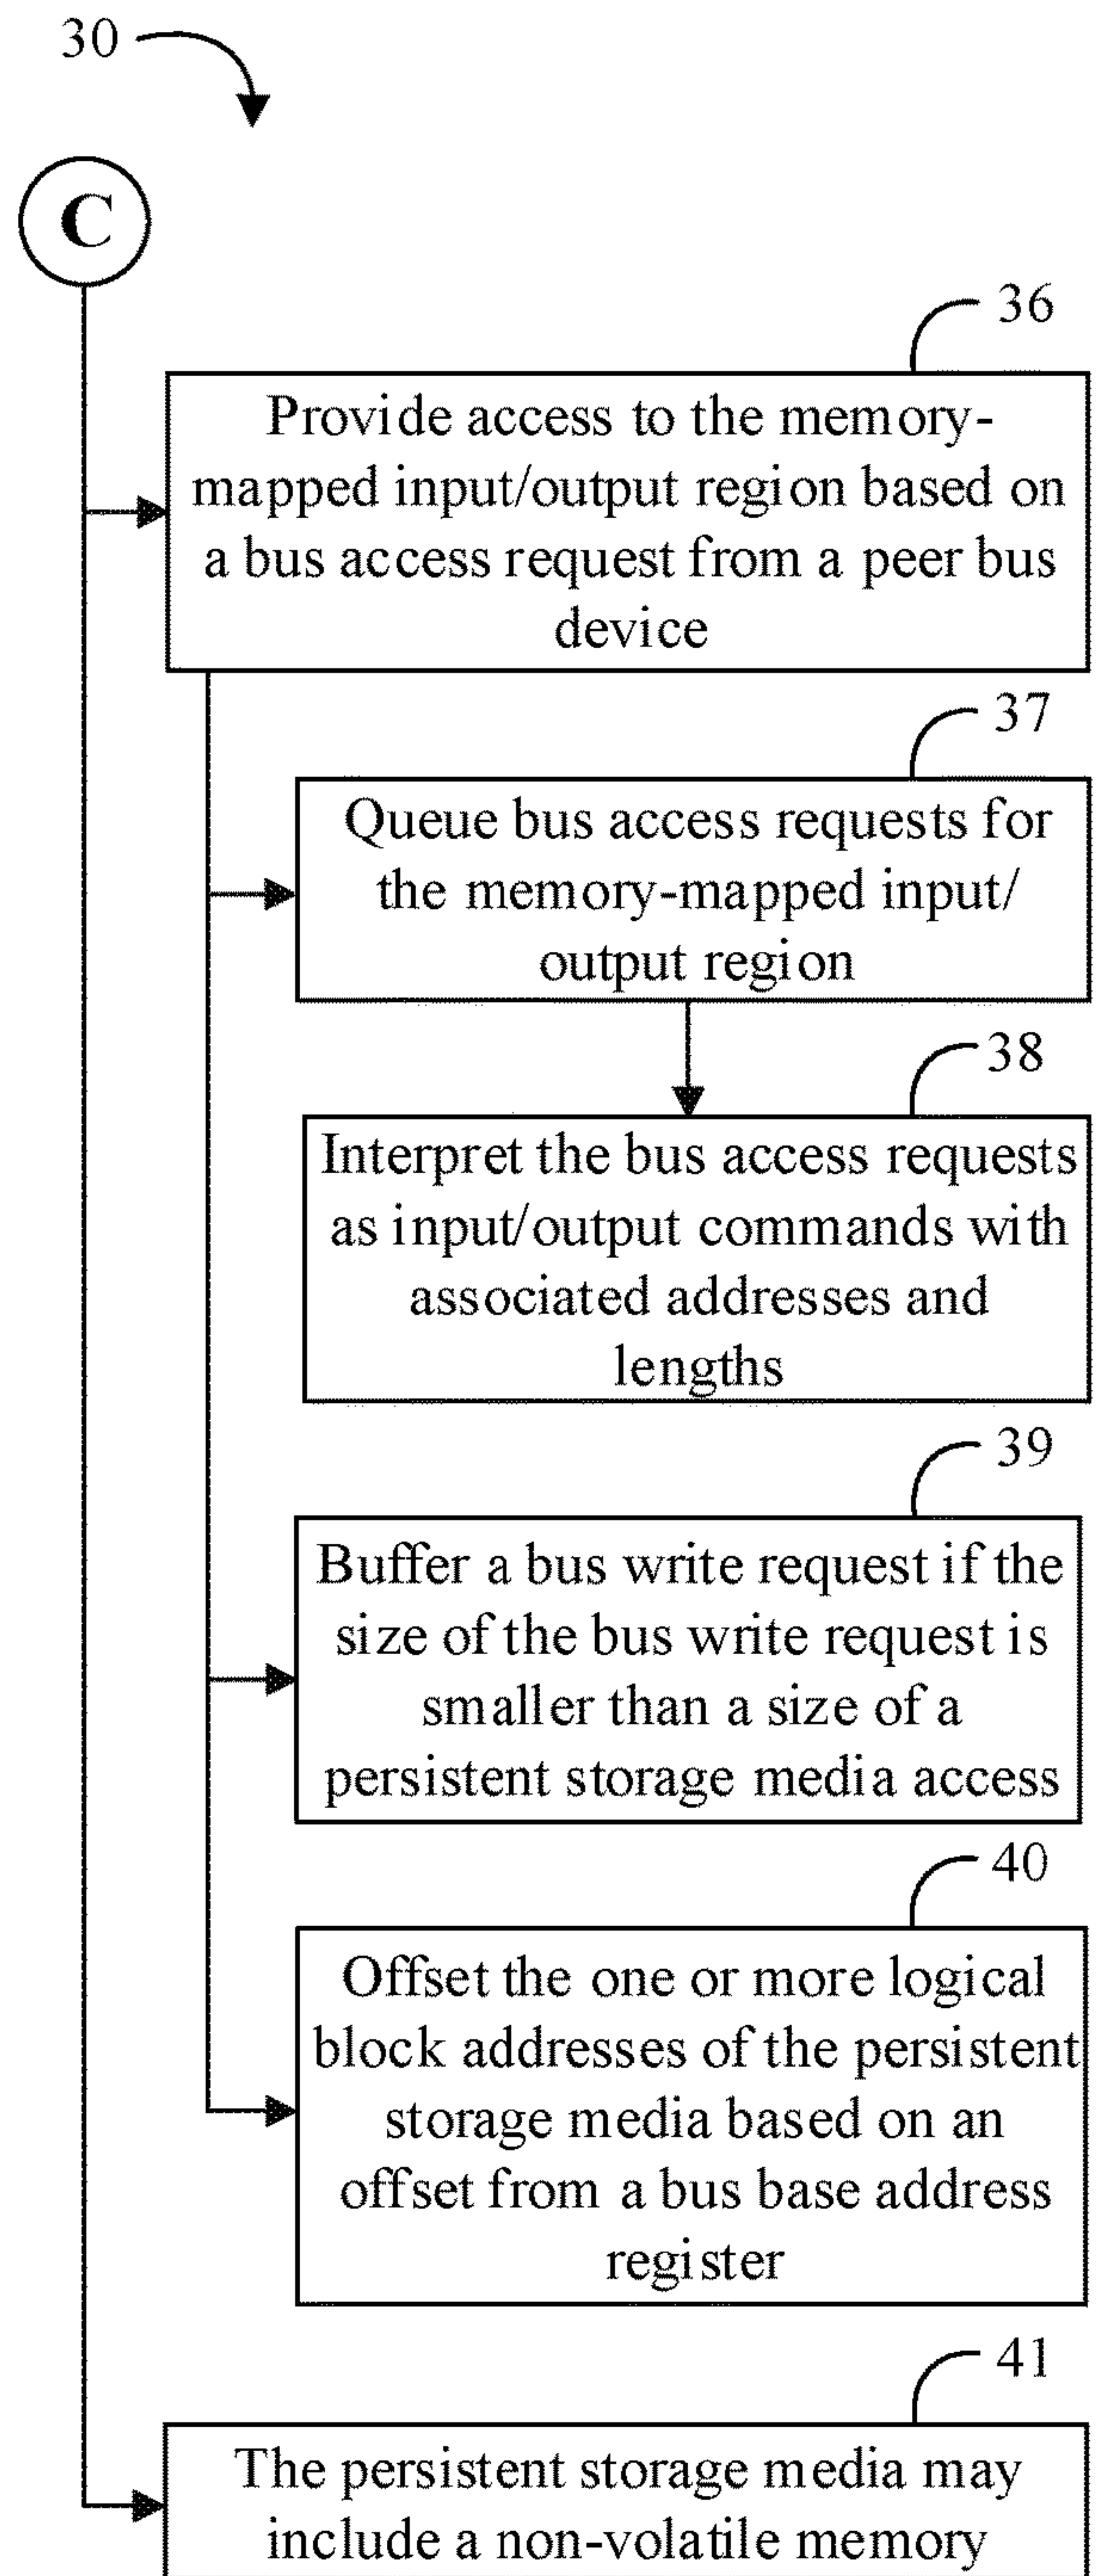 30
C
36
Provide access to the memory-
mapped input/output region based on
a bus access request from a peer bus
device
37
Queue bus access requests for
the memory-mapped input/
output region
38
Interpret the bus access requests
as input/output commands with
associated addresses and
lengths
39
Buffer a bus write request if the
size of the bus write request is
smaller than a size of a
persistent storage media access
40
Offset the one or more logical
block addresses of the persistent
storage media based on an
offset from a bus base address
register
41
The persistent storage media may
include a non-volatile memory